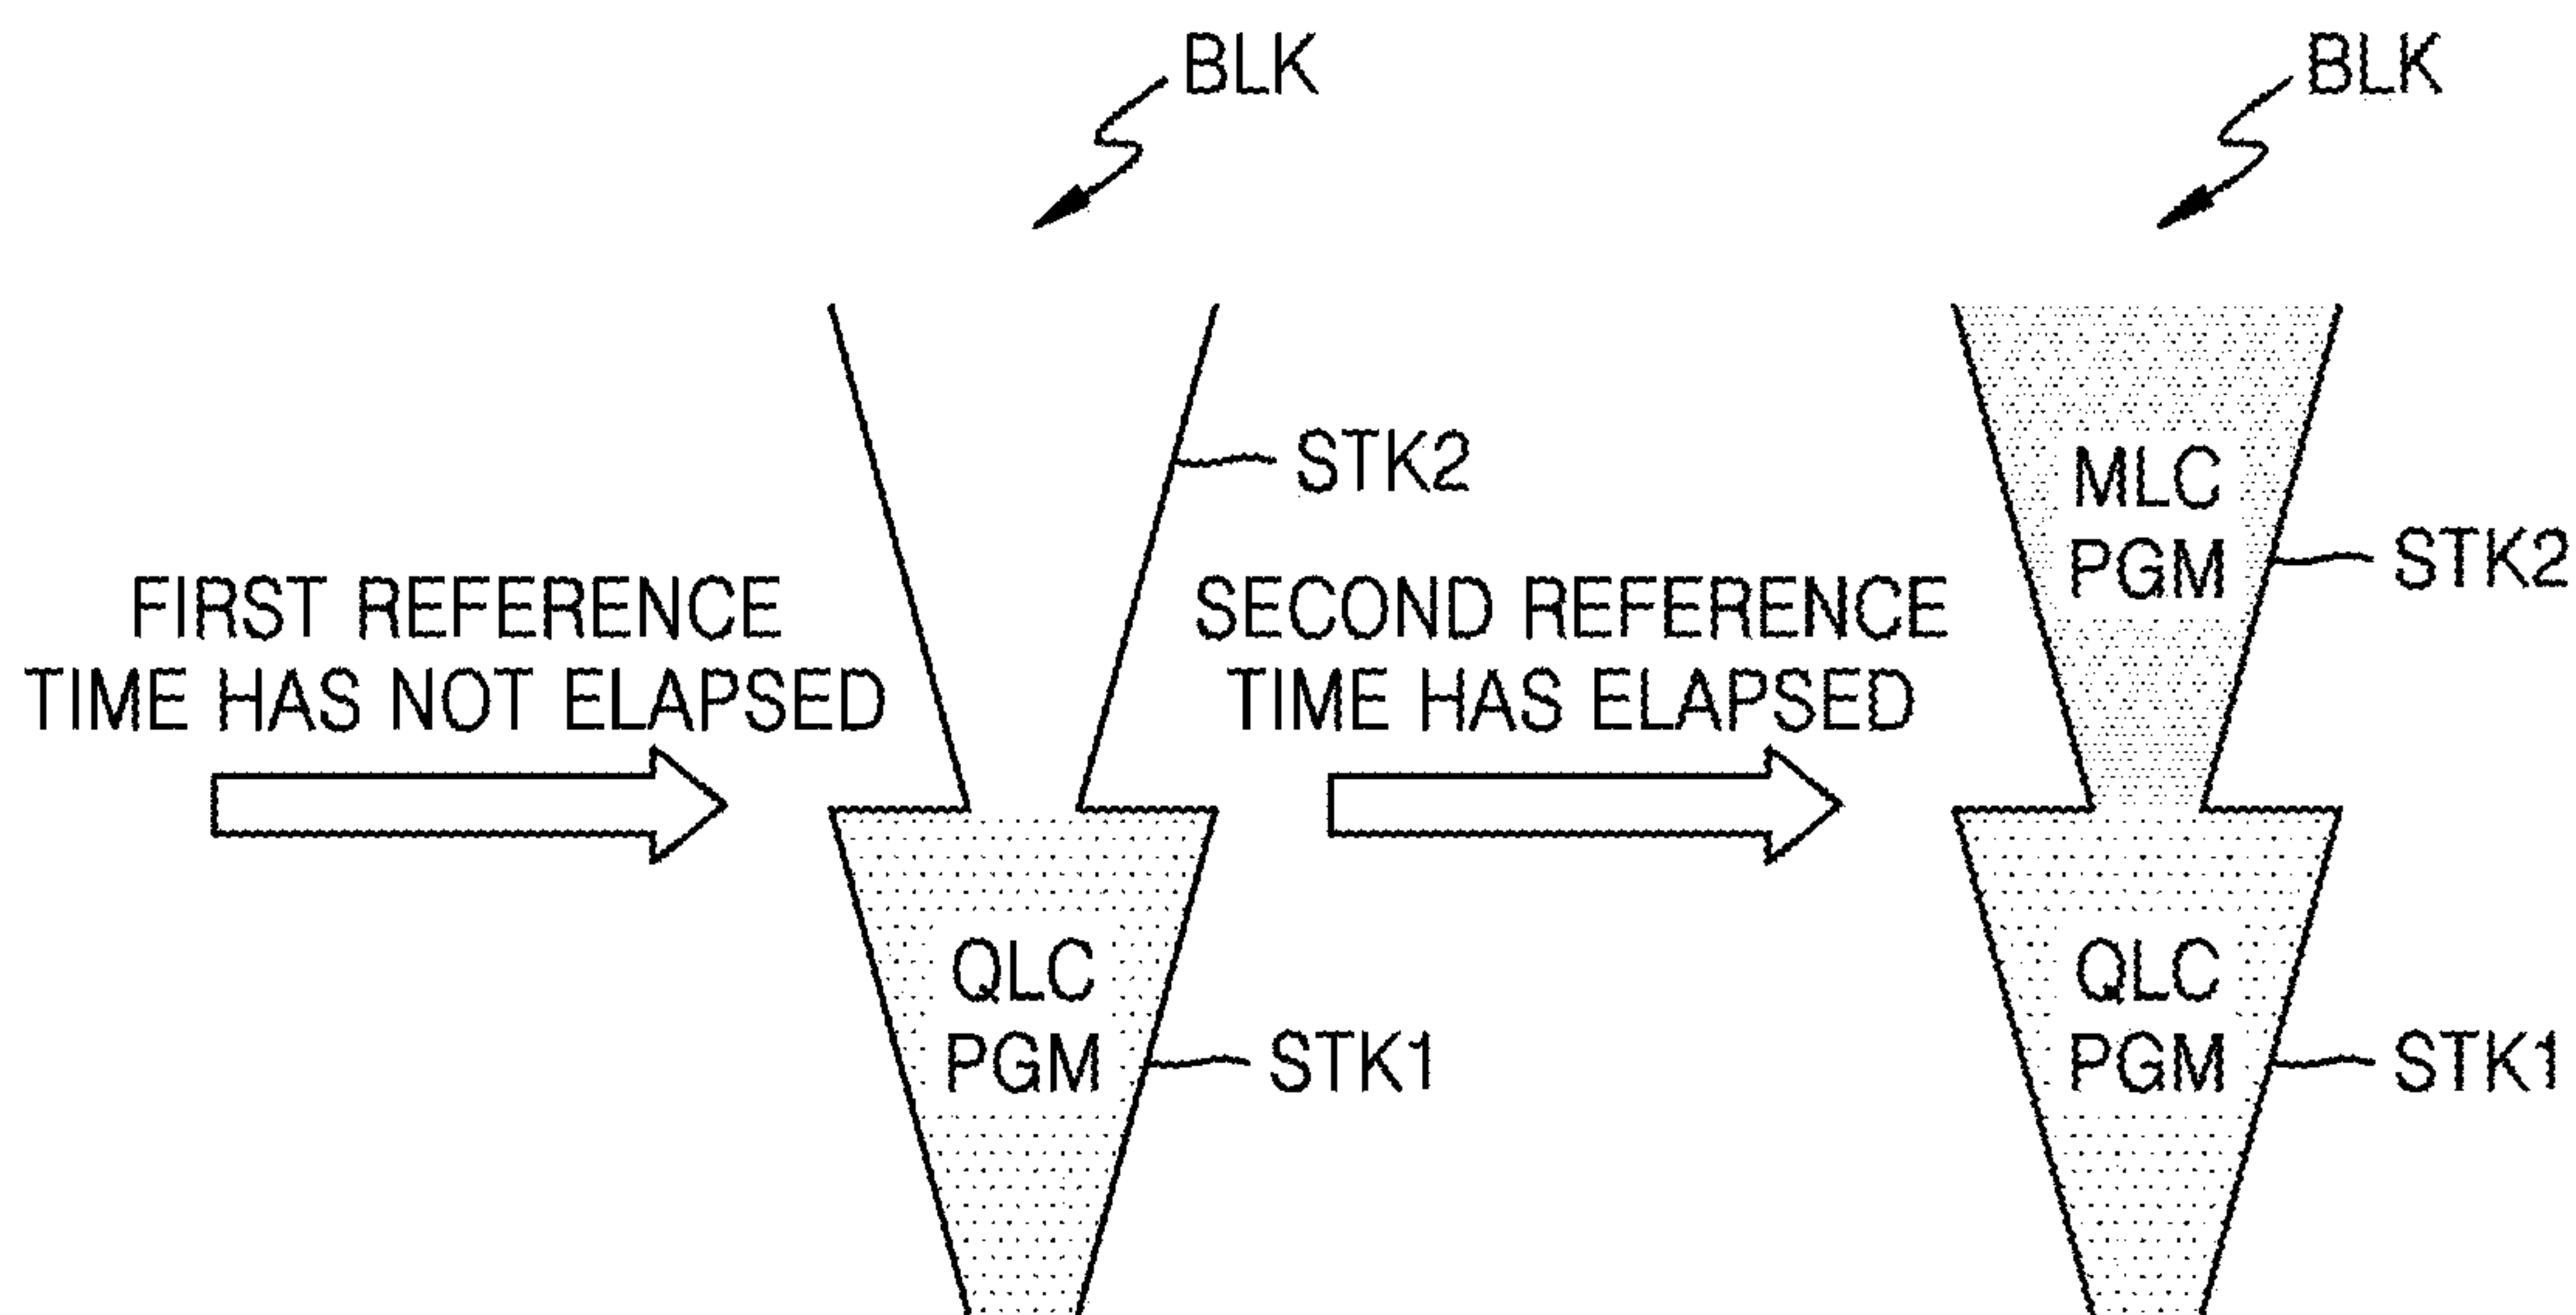 BLK
BLK
STK2
MLC
PGM
STK2
FIRST REFERENCE
TIME HAS NOT ELAPSED
SECOND REFERENCE
TIME HAS ELAPSED
QLC
PGM
STK1
QLC
PGM
STK1